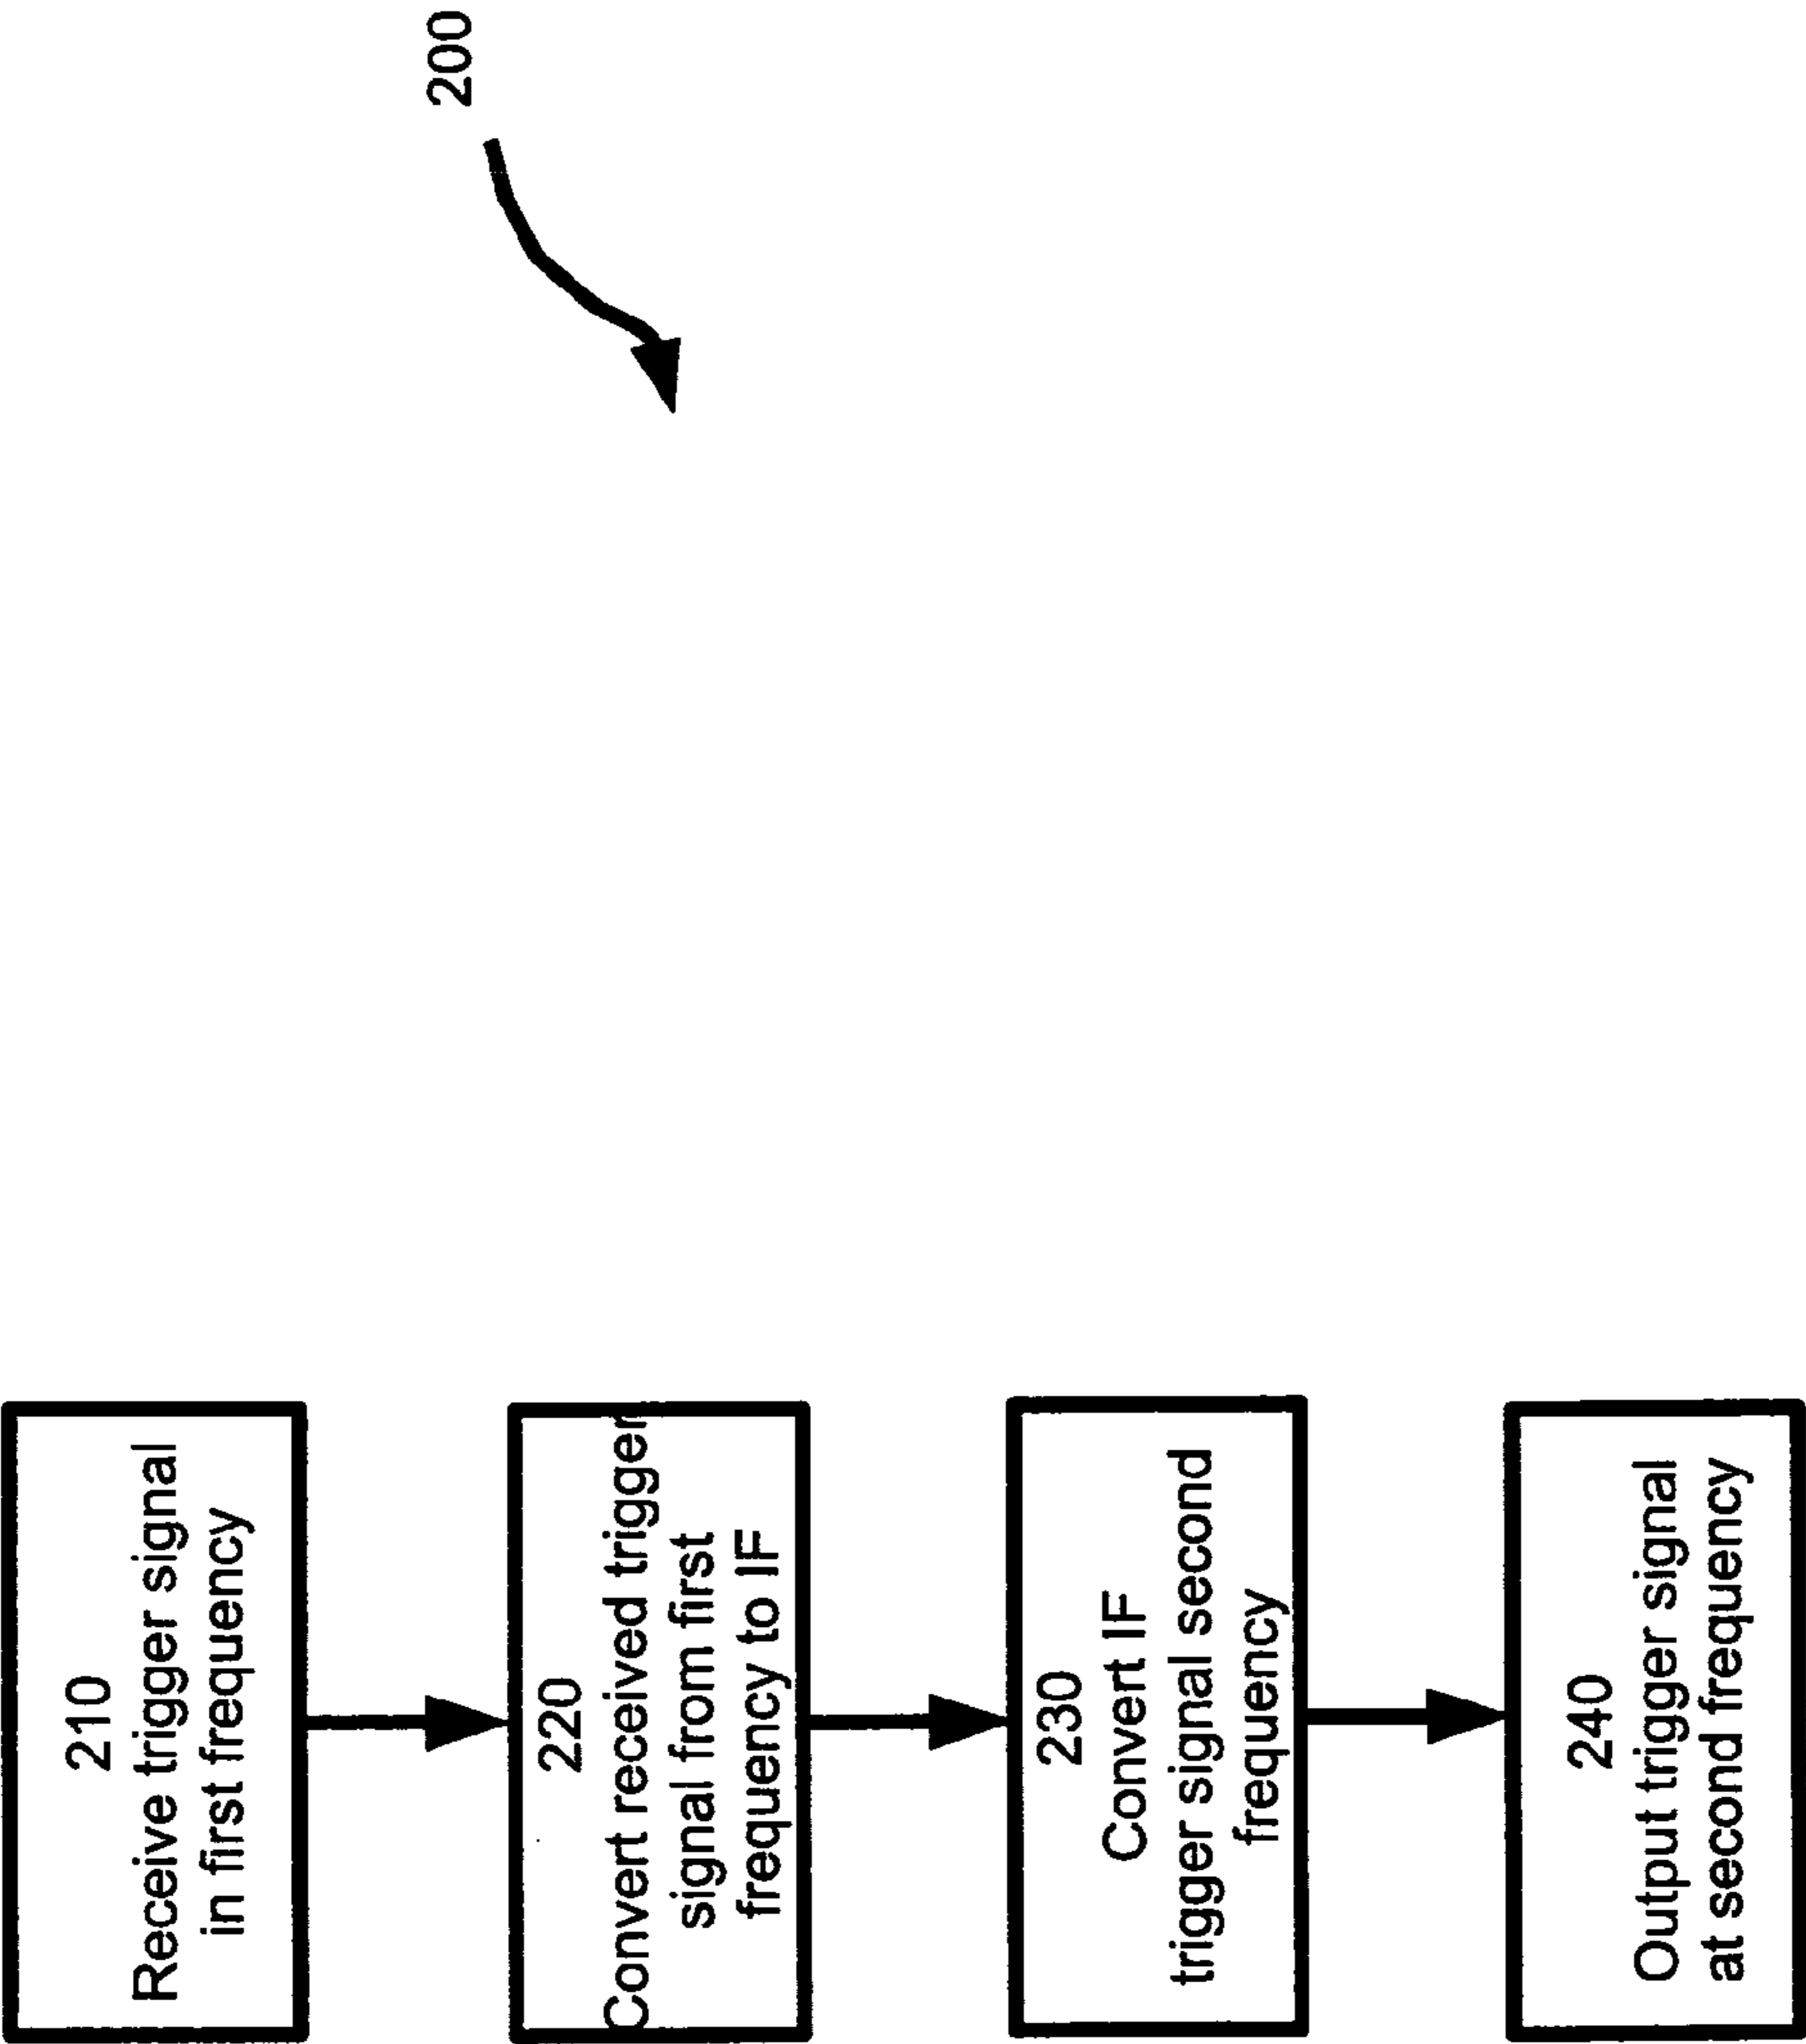 200
210
Receive trigger signal
in first frequency
220
Convert received trigger
signal from first
frequency to IF
230
Convert IF
trigger signal second
frequency
240
Output trigger signal
at second frequency